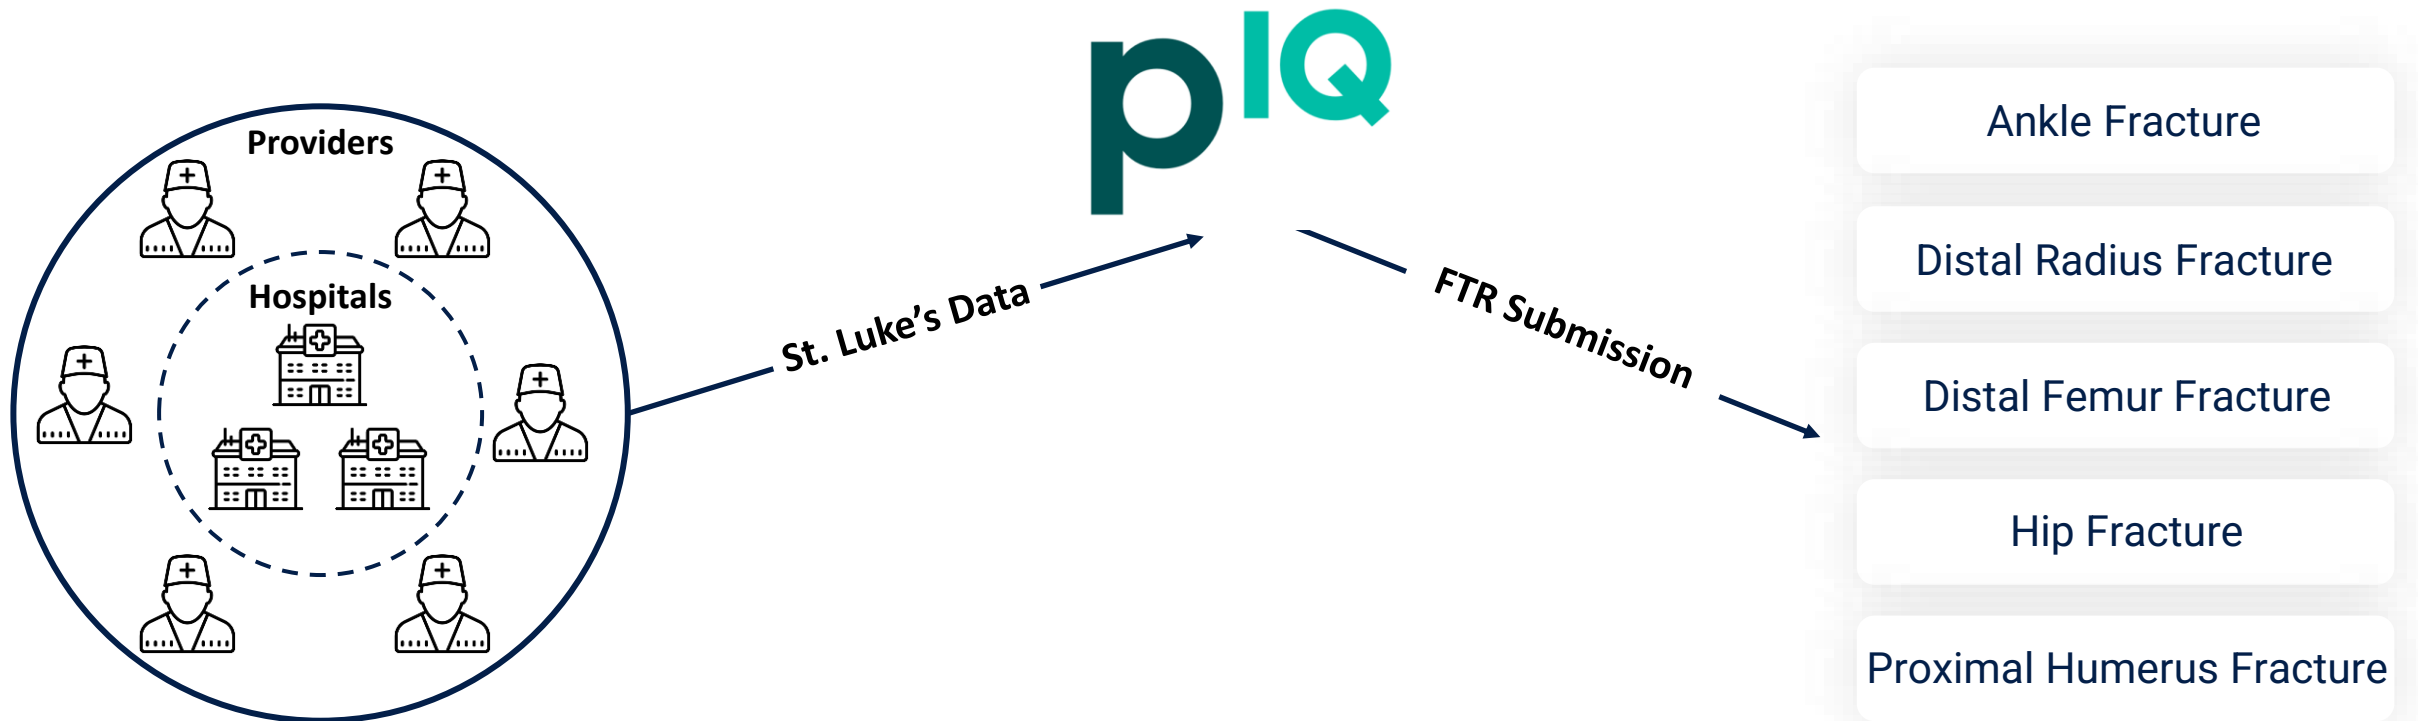 Providers
Hospitals
St. Luke's Data
pIQ
FTR Submission
Ankle Fracture
Distal Radius Fracture
Distal Femur Fracture
Hip Fracture
Proximal Humerus Fracture